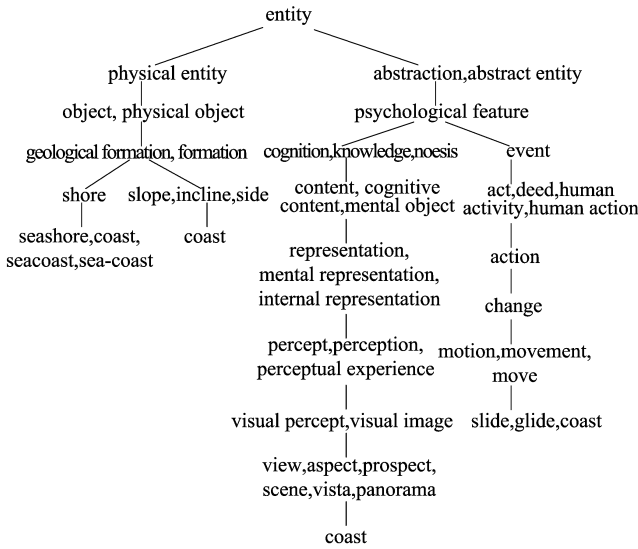 entity
physical entity
abstraction,abstract entity
object, physical object
psychological feature
geological formation, formation
cognition,knowledge,noesis
event
shore
slope,incline,side
content, cognitive
content,mental object
act,deed,human
activity,human action
seashore,coast,
seacoast,sea-coast
coast
representation,
mental representation,
internal representation
action
change
percept,perception,
perceptual experience
motion,movement,
move
visual percept,visual image
slide,glide,coast
view,aspect,prospect,
scene,vista,panorama
coast